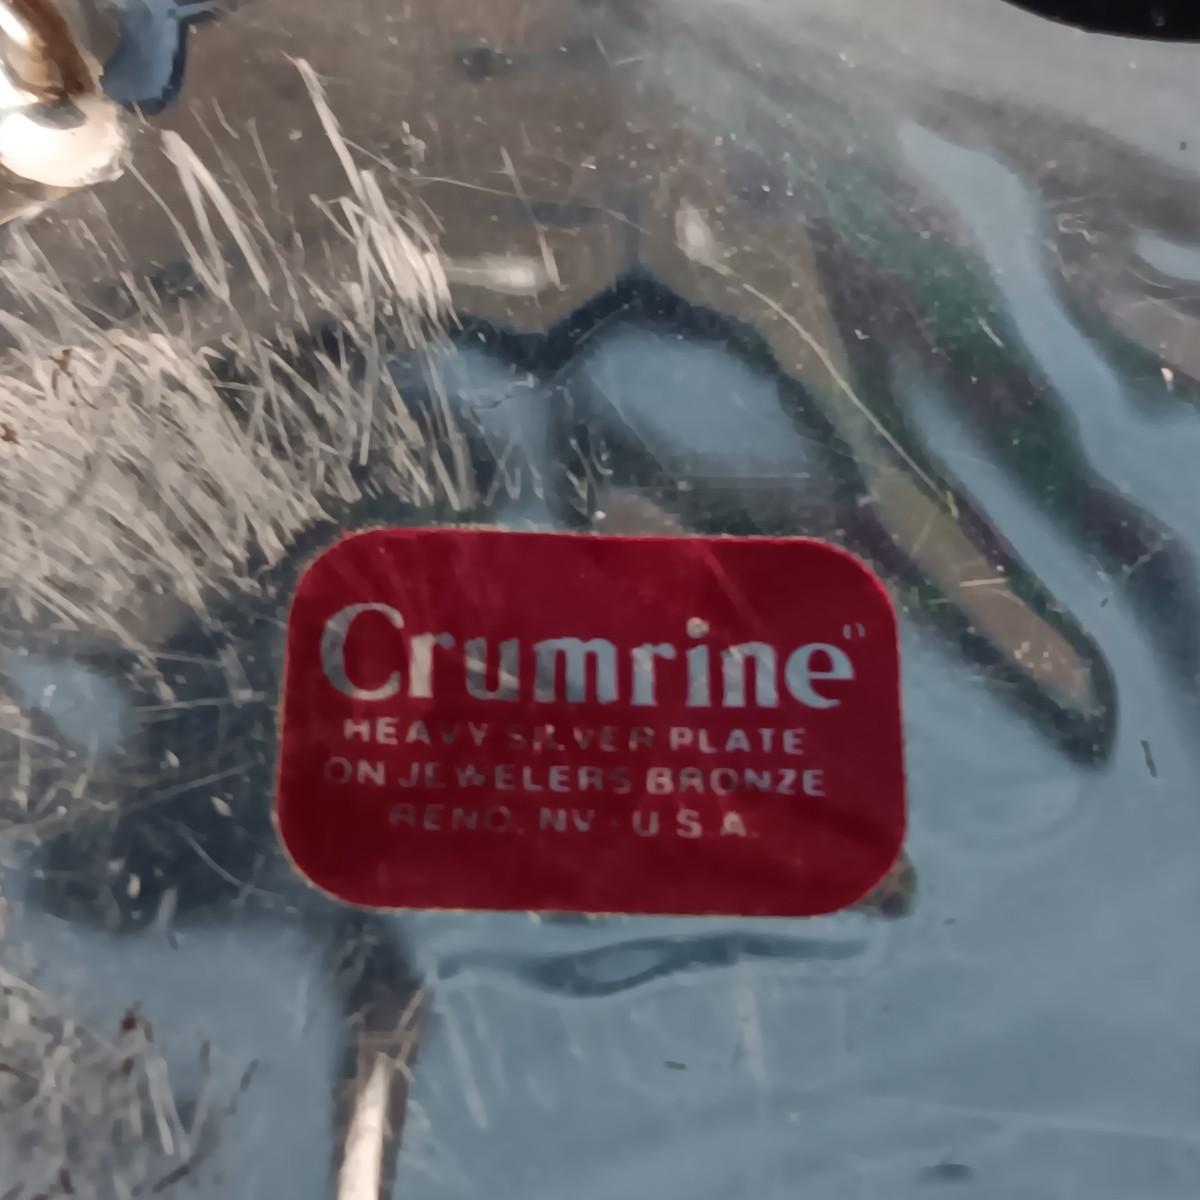 Crumrine
HEAVY SILVER PLATE
ON JEWELERS BRONZE
RENO, NV - U.S.A.